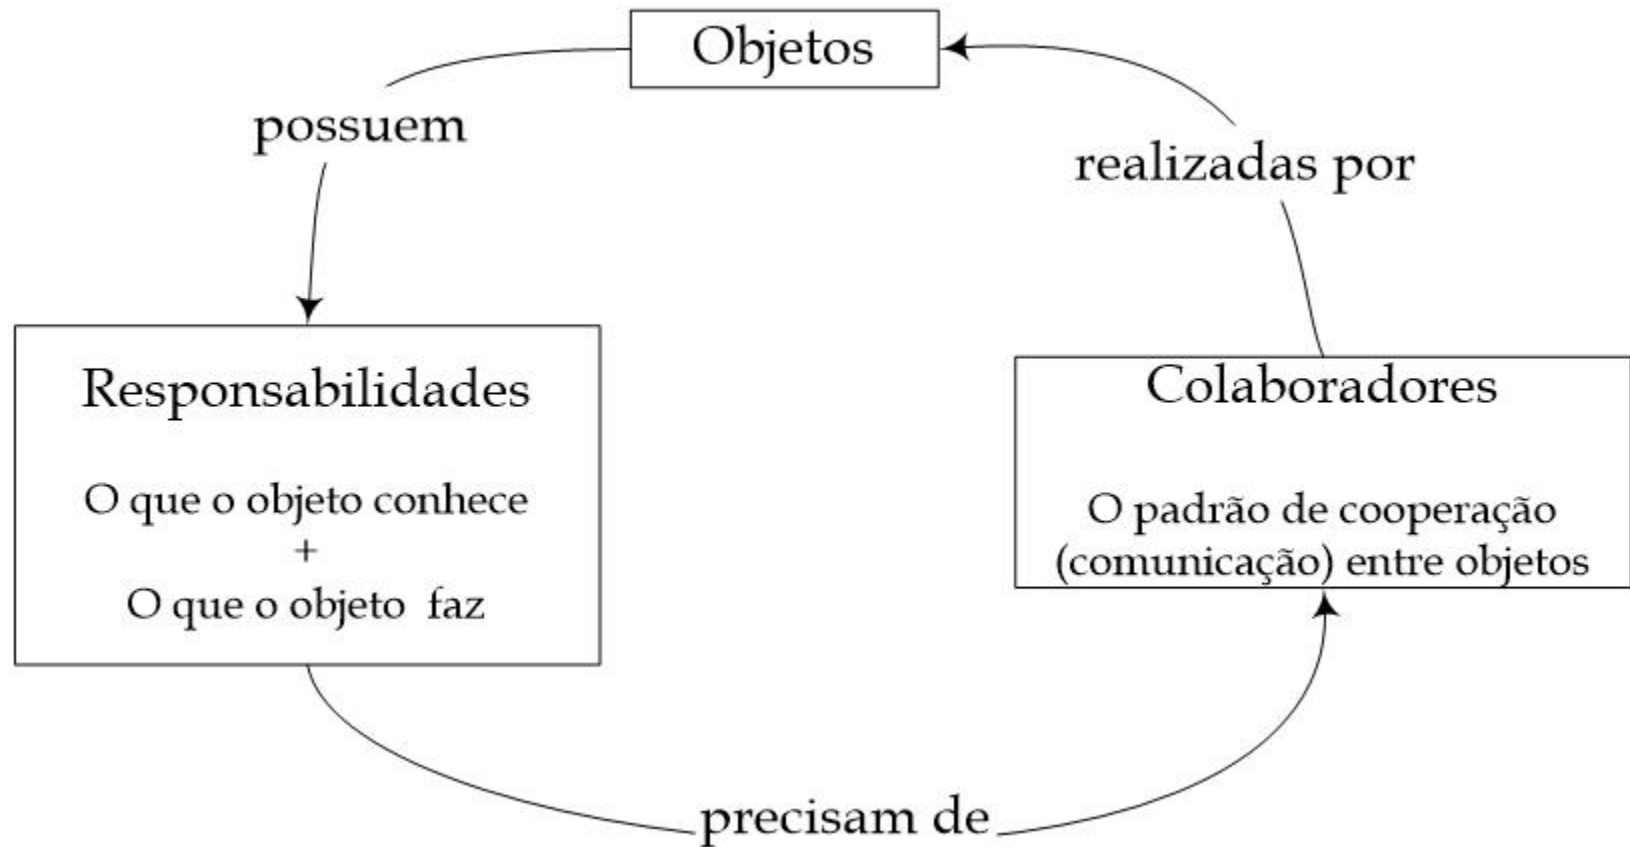 Objetos
possuem
realizadas por
Responsabilidades
O que o objeto conhece
+
O que o objeto faz
Colaboradores
O padrão de cooperação
(comunicação) entre objetos
precisam de